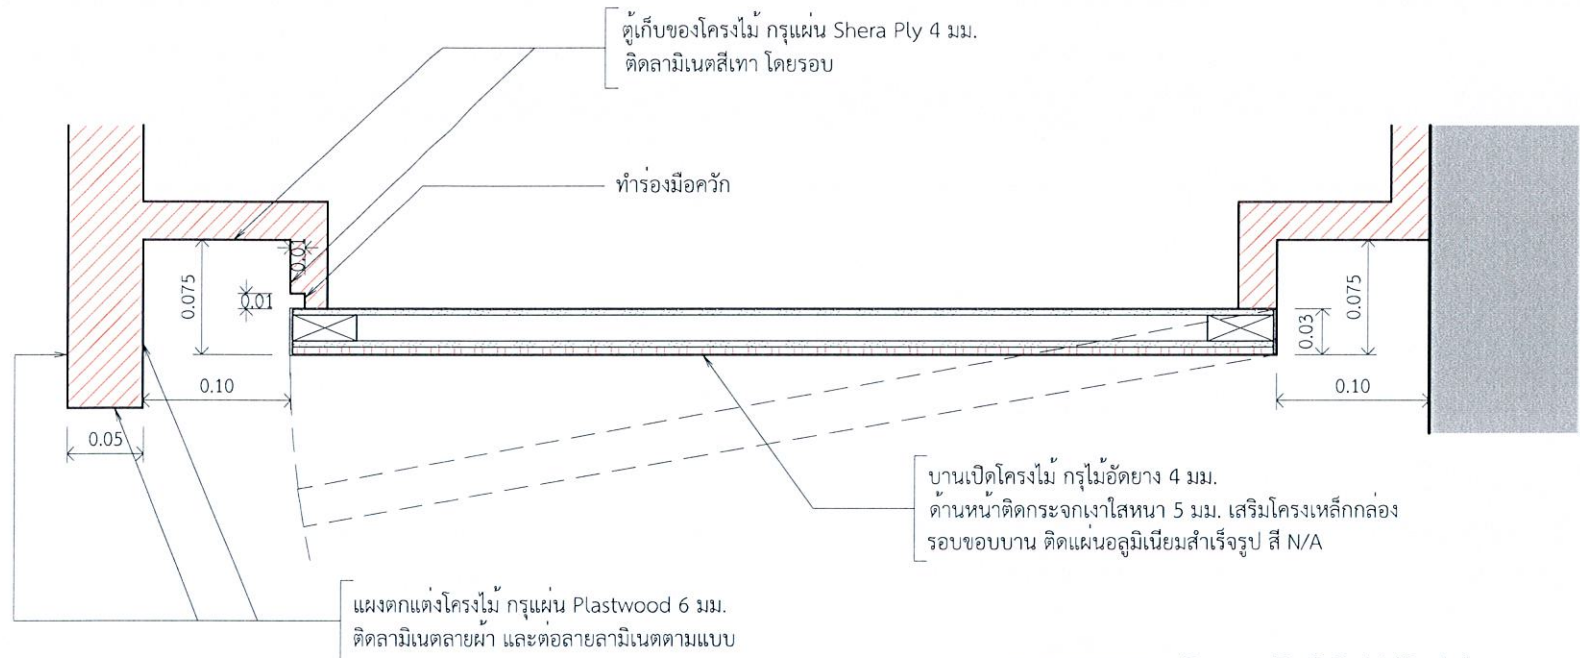 ตู้เก็บของโครงไม้ กรุแผ่น Shera Ply 4 มม.
ติดลามิเนตสีเทา โดยรอบ
ทำร่องมือควัก
0.01
0.075
0.01
0.10
0.05
0.03
0.075
0.10
บานเปิดโครงไม้ กรุไม้อัดยาง 4 มม.
ด้านหน้าติดกระจกเงาใสหนา 5 มม. เสริมโครงเหล็กกล่อง
รอบขอบบาน ติดแผ่นอลูมิเนียมสำเร็จรูป สี N/A
แผงตกแต่งโครงไม้ กรุแผ่น Plastwood 6 มม.
ติดลามิเนตลายผ้า และต่อลายลามิเนตตามแบบ